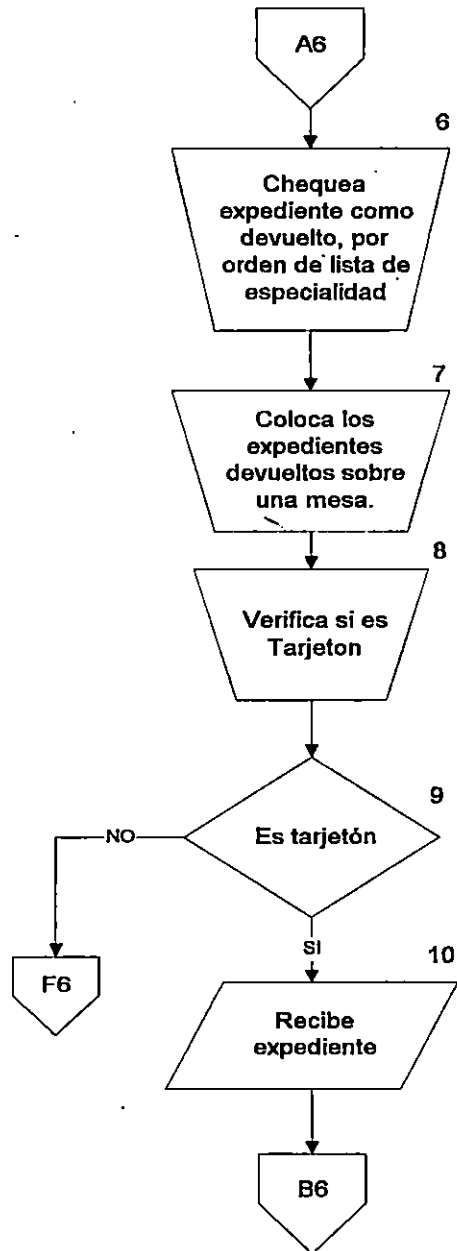 A6
6
Chequea
expediente como
devuelto, por
orden de lista de
especialidad
7
Coloca los
expedientes
devueltos sobre
una mesa.
8
Verifica si es
Tarjeton
9
Es tarjetón
NO
SI
F6
10
Recibe
expediente
B6